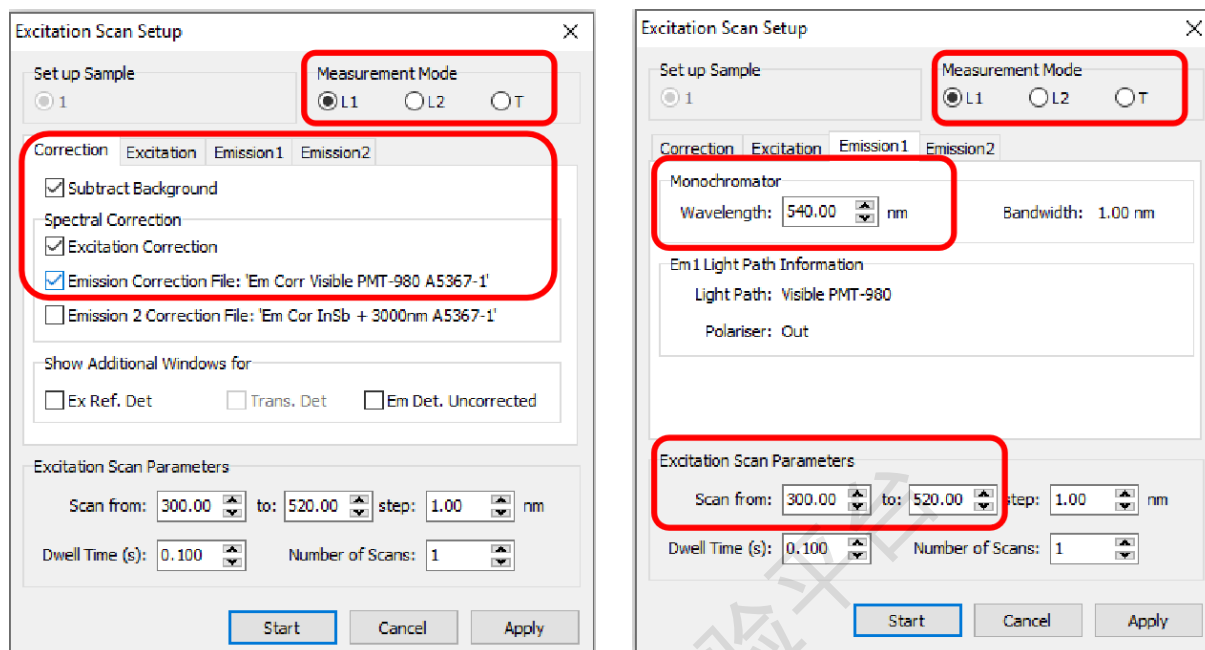 Excitation Scan Setup
Set up Sample
1
Measurement Mode
L1 L2 T
Correction Excitation Emission1 Emission2
Subtract Background
Spectral Correction
Excitation Correction
Emission Correction File: 'Em Corr Visible PMT-980 A5367-1'
Emission 2 Correction File: 'Em Cor InSb + 3000nm A5367-1'
Show Additional Windows for
Ex Ref. Det Trans. Det Em Det. Uncorrected
Excitation Scan Parameters
Scan from: 300.00 to: 520.00 step: 1.00 nm
Dwell Time (s): 0.100 Number of Scans: 1
Start Cancel Apply
Excitation Scan Setup
Set up Sample
1
Measurement Mode
L1 L2 T
Correction Excitation Emission1 Emission2
Monochromator
Wavelength: 540.00 nm Bandwidth: 1.00 nm
Em1 Light Path Information
Light Path: Visible PMT-980
Polariser: Out
Excitation Scan Parameters
Scan from: 300.00 to: 520.00 step: 1.00 nm
Dwell Time (s): 0.100 Number of Scans: 1
Start Cancel Apply
验平台